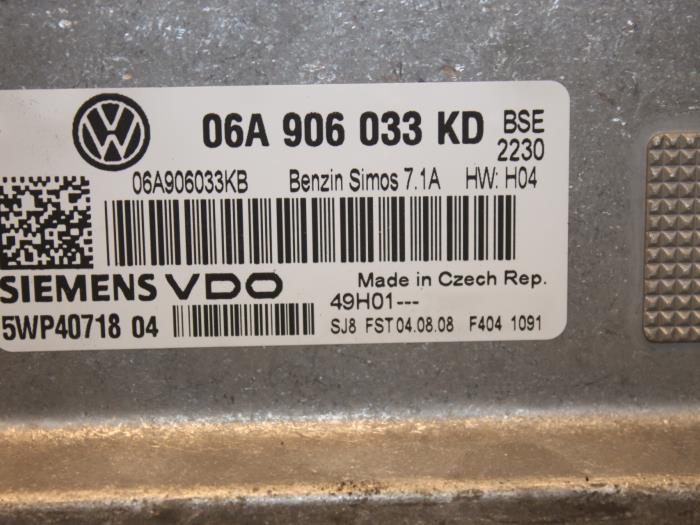 VW
06A 906 033 KD BSE
2230
06A906033KB Benzin Simos 7.1A HW: H04
SIEMENS VDO Made in Czech Rep.
49H01---
5WP40718 04 SJ8 FST 04.08.08 F404 1091